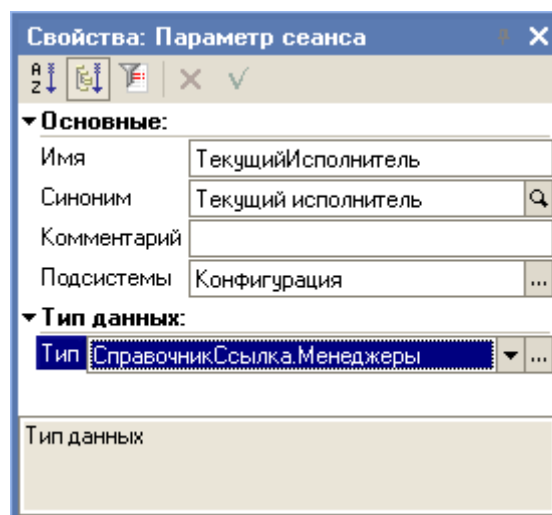 Свойства: Параметр сеанса
Основные:
Имя ТекущийИсполнитель
Синоним Текущий исполнитель
Комментарий
Подсистемы Конфигурация ...
Тип данных:
Тип СправочникСсылка.Менеджеры ...
Тип данных